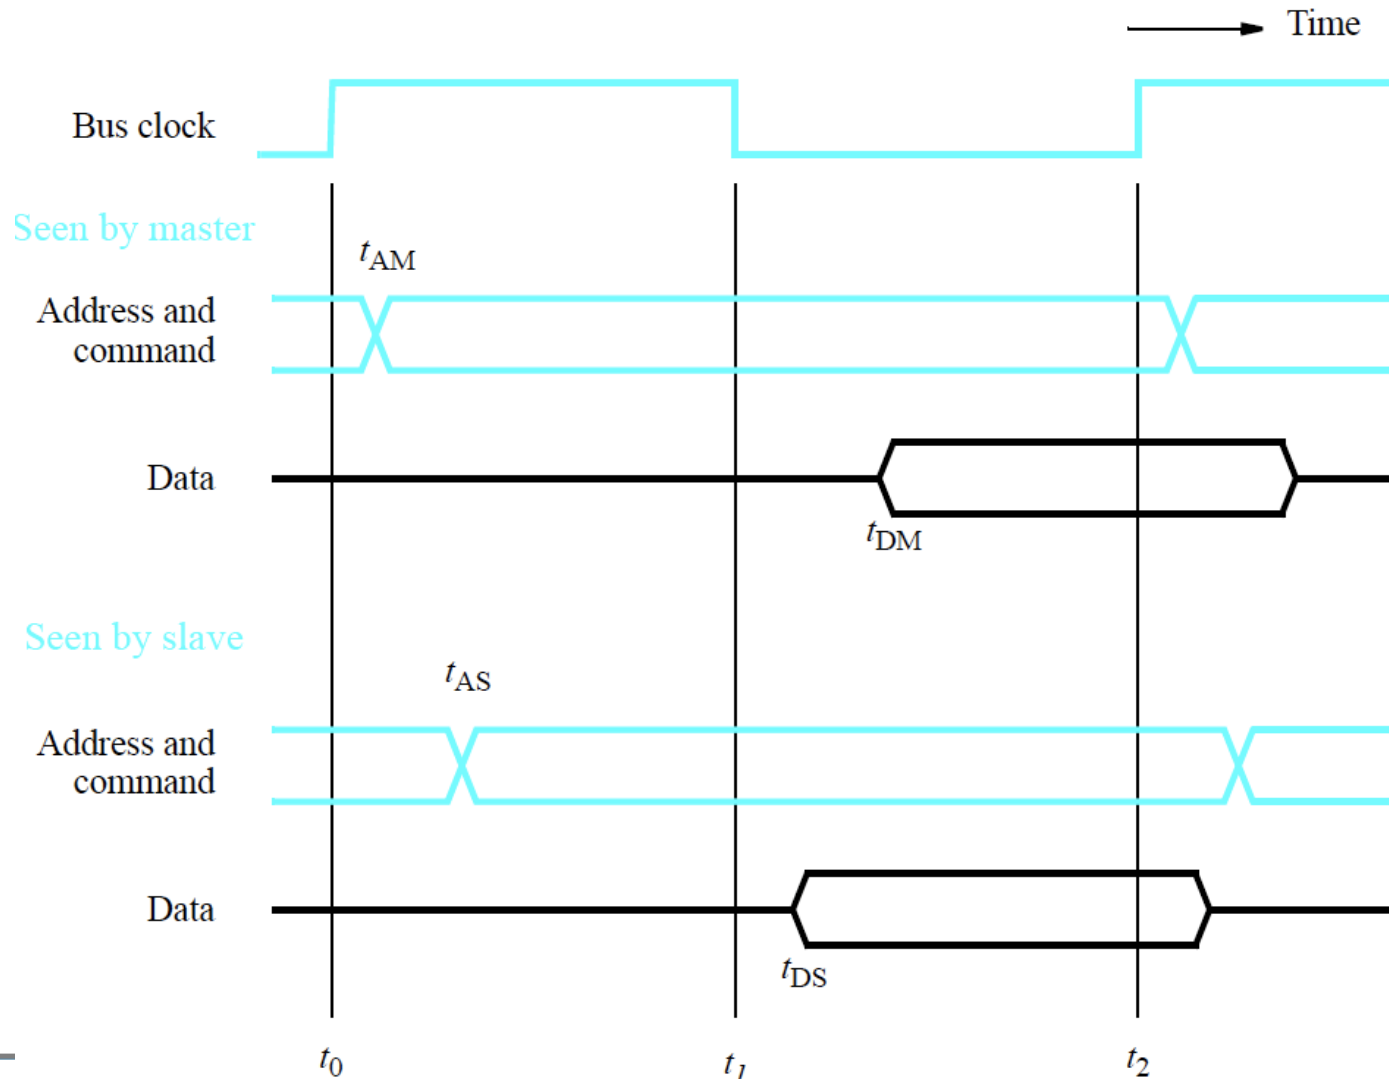 Time
Bus clock
Seen by master
tAM
Address and
command
Data
tDM
Seen by slave
tAS
Address and
command
Data
tDS
t0 t1 t2